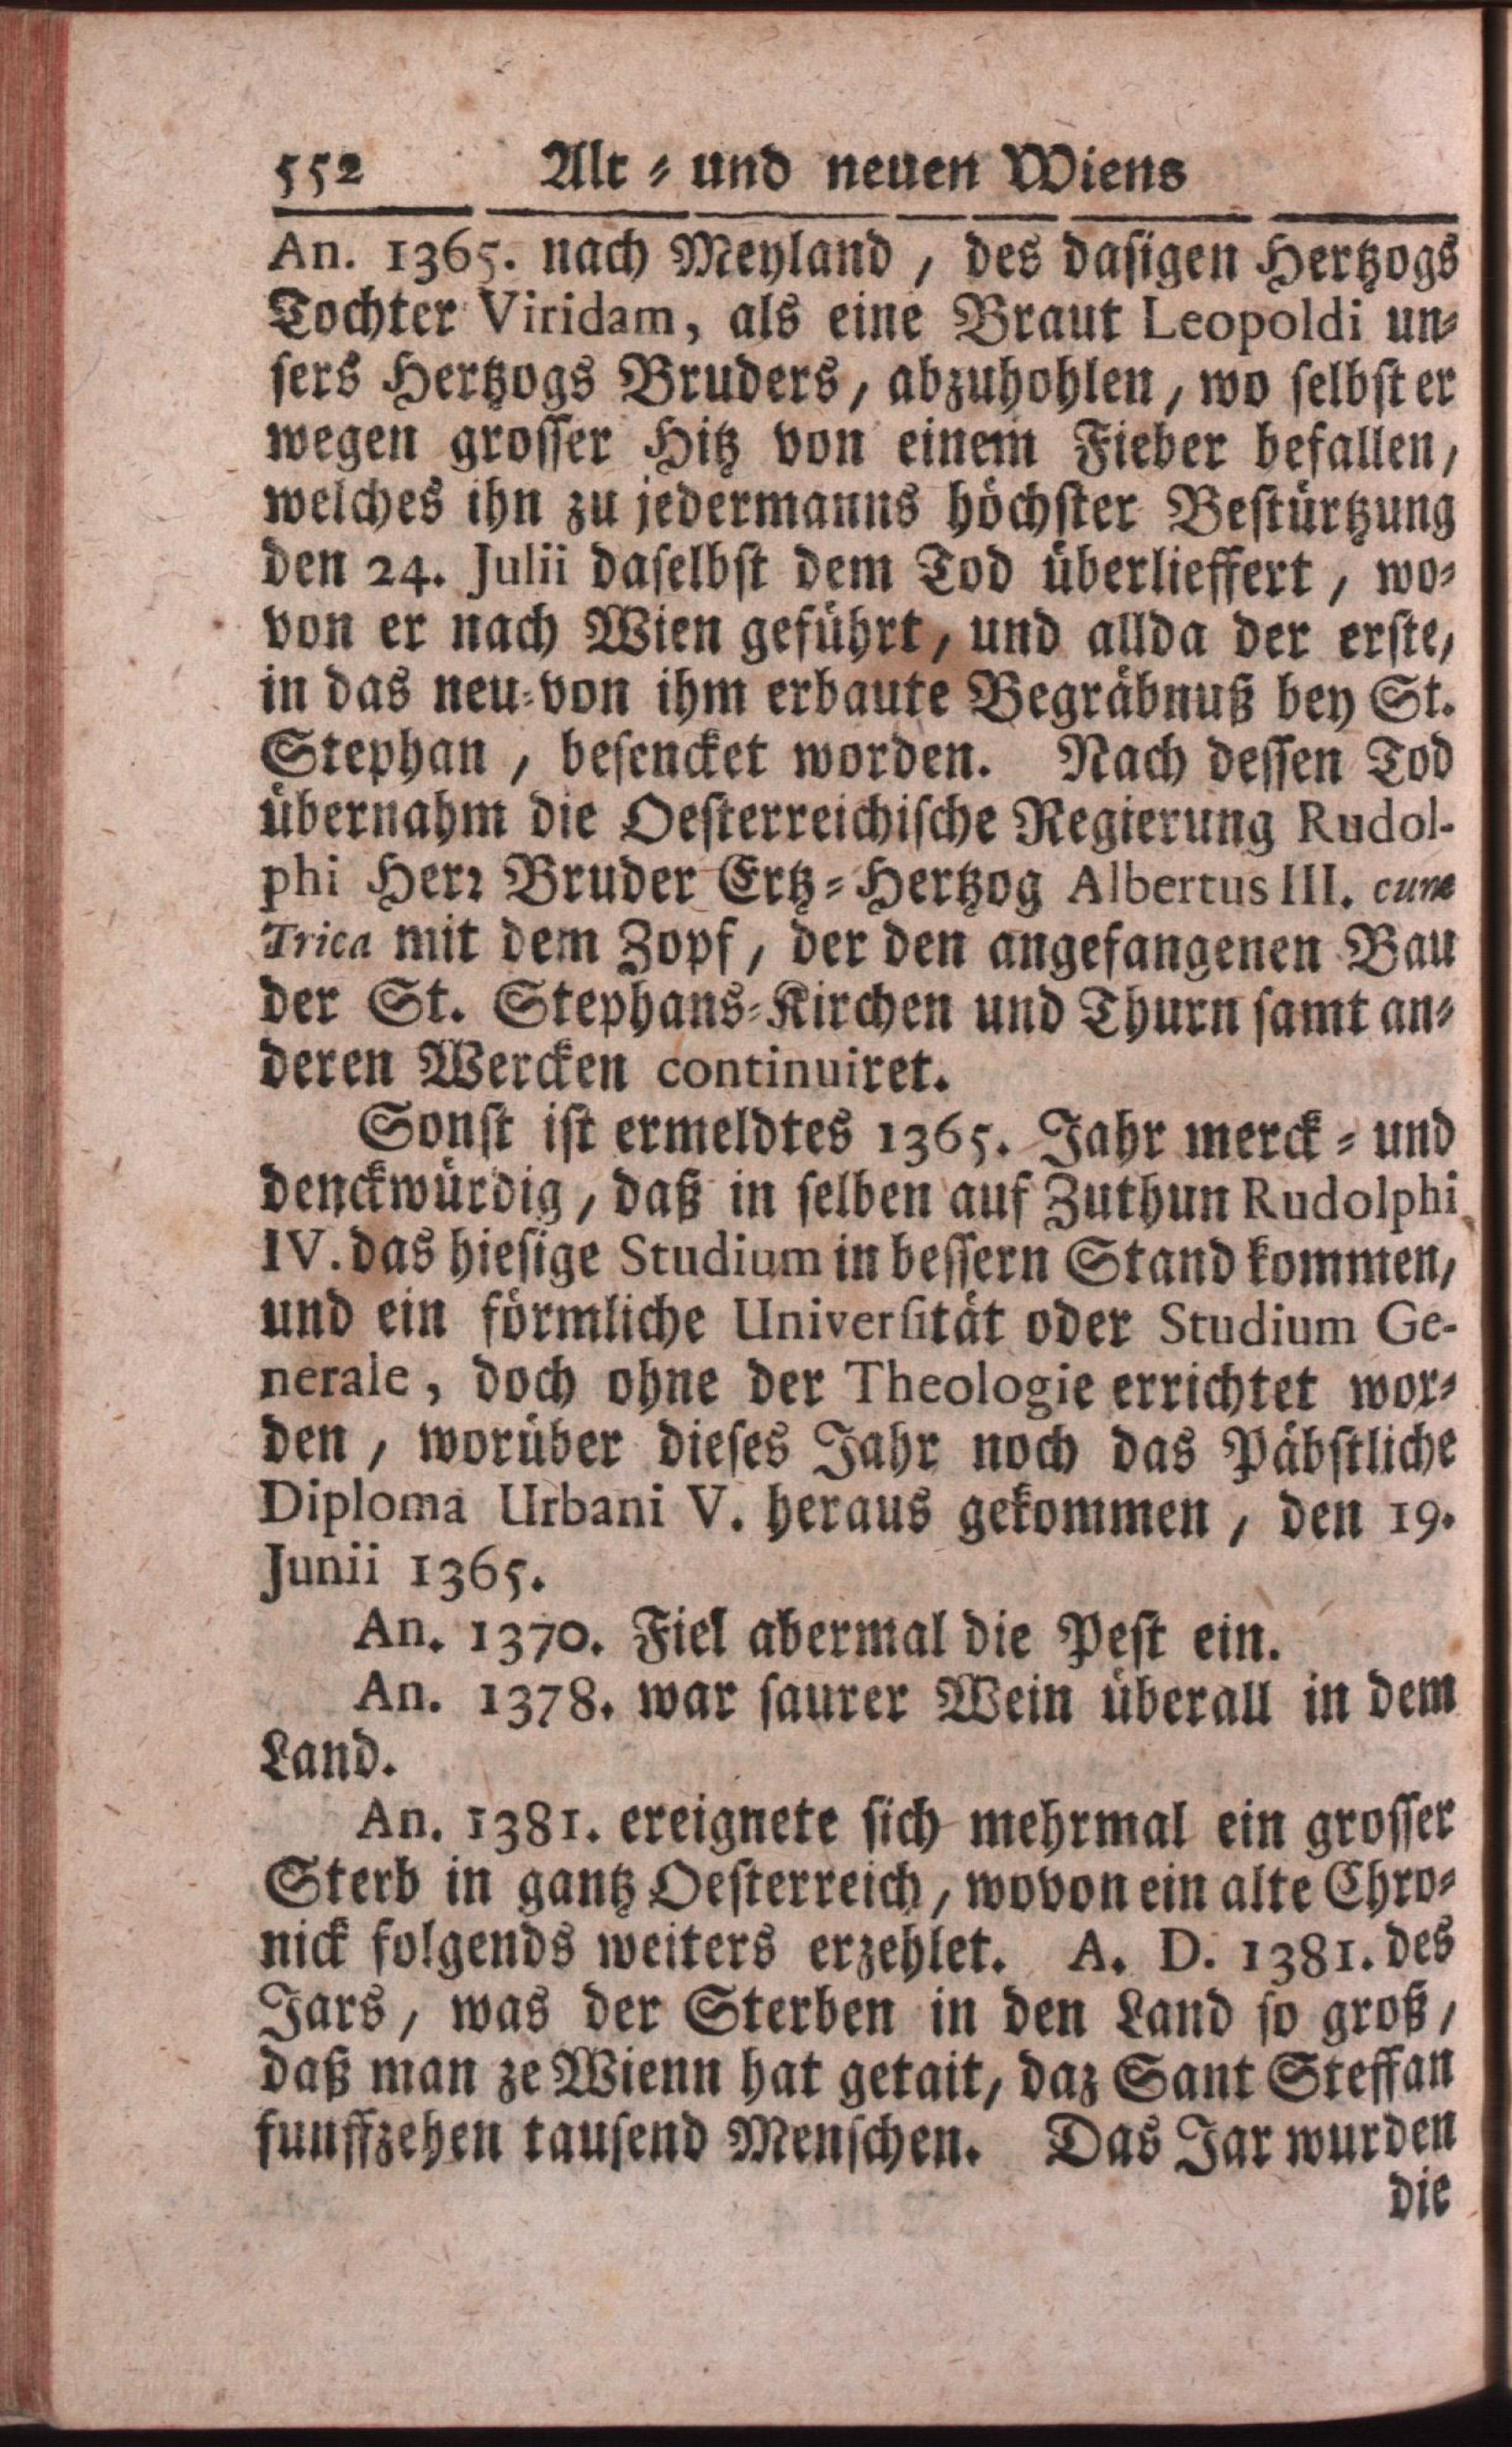 552 Alt- und neuen Wiens
An. 1365. nach Meyland, des dasigen Hertzogs
Tochter Viridam, als eine Braut Leopoldi un-
sers Hertzogs Bruders, abzuhohlen, wo selbst er
wegen grosser Hitz von einem Fieber befallen,
welches ihn zu jedermanns höchster Bestürtzung
den 24. Julii daselbst dem Tod überlieffert, wo-
von er nach Wien geführt, und allda der erste,
in das neu-von ihm erbaute Begräbnuß bey St.
Stephan, besencket worden. Nach dessen Tod
übernahm die Oesterreichische Regierung Rudol-
phi Herr Bruder Ertz-Hertzog Albertus III. cum
Trica mit dem Zopf, der den angefangenen Bau
der St. Stephans-Kirchen und Thurn samt an-
deren Wercken continuiret.
Sonst ist ermeldtes 1365. Jahr merck- und
denckwürdig, daß in selben auf Zuthun Rudolphi
IV. das hiesige Studium in bessern Stand kommen,
und ein förmliche Universität oder Studium Ge-
nerale, doch ohne der Theologie errichtet wor-
den, worüber dieses Jahr noch das Päbstliche
Diploma Urbani V. heraus gekommen, den 19.
Junii 1365.
An. 1370. Fiel abermal die Pest ein.
An. 1378. war saurer Wein überall in dem
Land.
An. 1381. ereignete sich mehrmal ein grosser
Sterb in gantz Oesterreich, wovon ein alte Chro-
nick folgends weiters erzehlet. A. D. 1381. des
Jars, was der Sterben in den Land so groß,
daß man ze Wienn hat getait, daz Sant Steffan
funffzehen tausend Menschen. Das Jar wurden
die